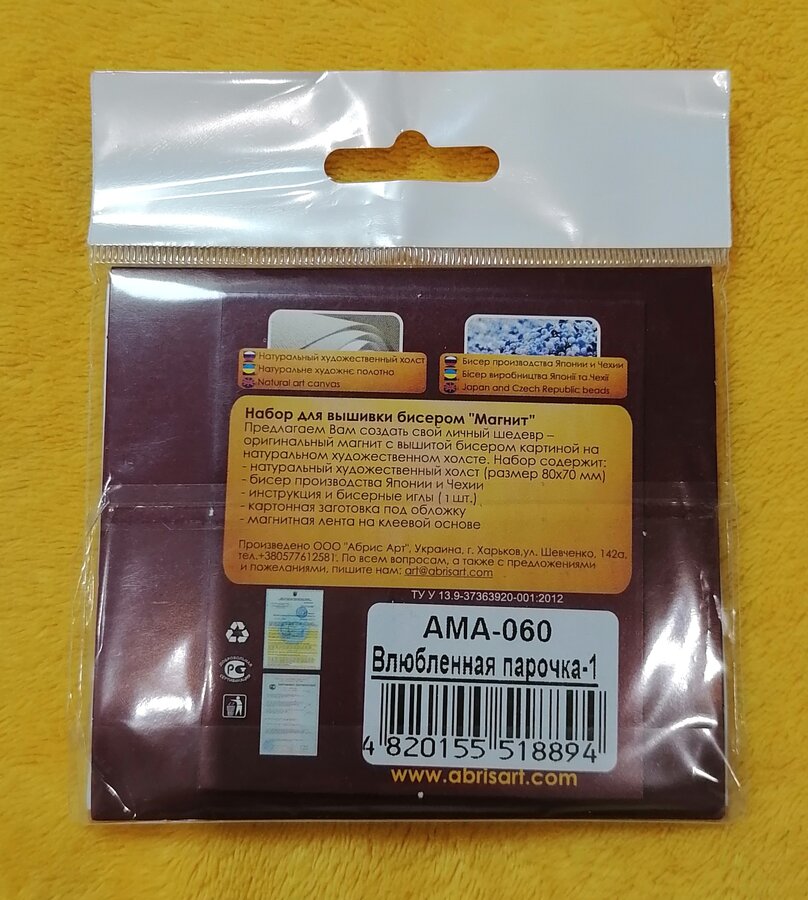 Натуральный художественный холст
Натуральне художнє полотно
Natural art canvas
Бисер производства Японии и Чехии
Бісер виробництва Японії та Чехії
Japan and Czech Republic beads
Набор для вышивки бисером "Магнит"
Предлагаем Вам создать свой личный шедевр –
оригинальный магнит с вышитой бисером картиной на
натуральном художественном холсте. Набор содержит:
- натуральный художественный холст (размер 80х70 мм)
- бисер производства Японии и Чехии
- инструкция и бисерные иглы ( 1 шт.)
- картонная заготовка под обложку
- магнитная лента на клеевой основе
Произведено ООО "Абрис Арт", Украина, г. Харьков,ул. Шевченко, 142а,
тел.+380577612581. По всем вопросам, а также с предложениями
и пожеланиями, пишите нам: art@abrisart.com
ТУ У 13.9-37363920-001:2012
ДОБРОВОЛЬНАЯ
РСТ
СЕРТИФИКАЦИЯ
АМА-060
Влюбленная парочка-1
4 820155 518894
www.abrisart.com